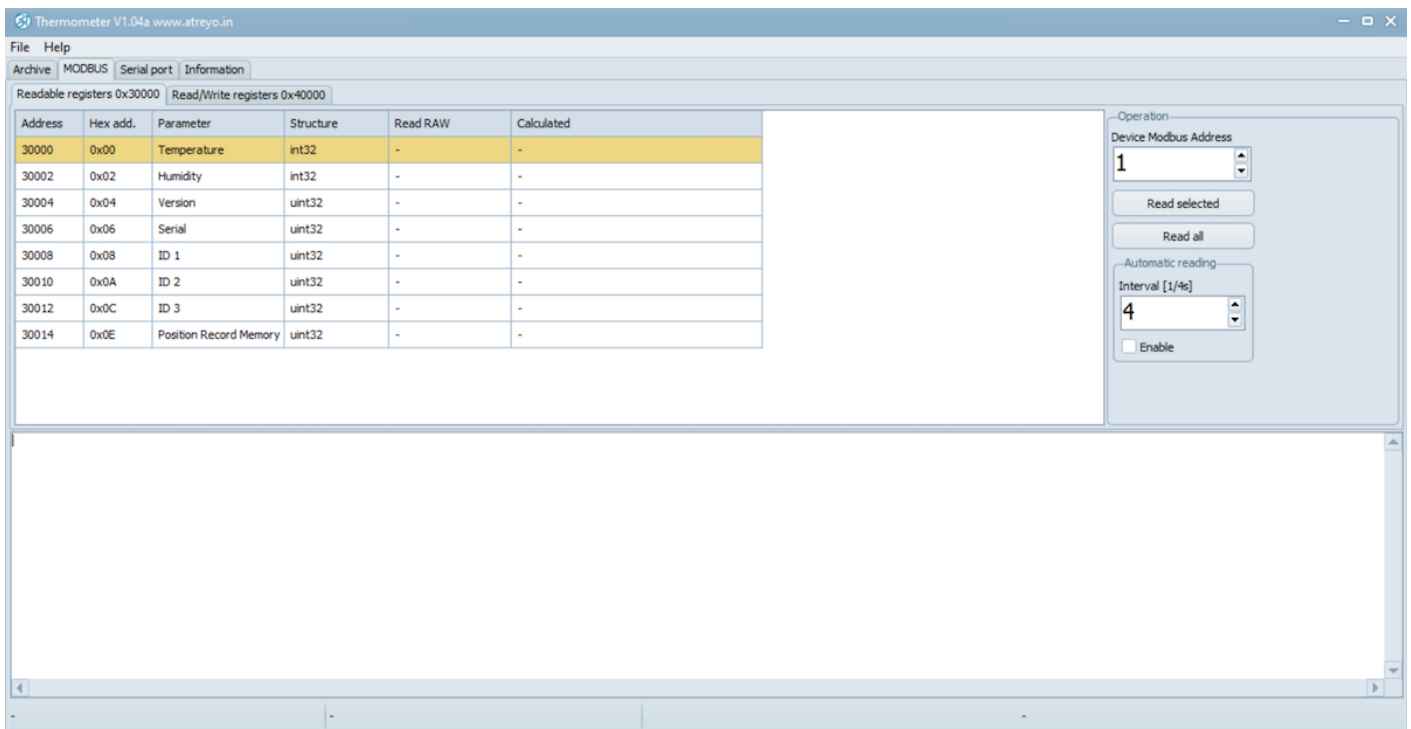 Thermometer V1.04a www.atreyo.in
File Help
Archive MODBUS Serial port Information
Readable registers 0x30000 Read/Write registers 0x40000
Address Hex add. Parameter Structure Read RAW Calculated
30000 0x00 Temperature int32 - -
30002 0x02 Humidity int32 - -
30004 0x04 Version uint32 - -
30006 0x06 Serial uint32 - -
30008 0x08 ID 1 uint32 - -
30010 0x0A ID 2 uint32 - -
30012 0x0C ID 3 uint32 - -
30014 0x0E Position Record Memory uint32 - -
Operation
Device Modbus Address
1
Read selected
Read all
Automatic reading
Interval [1/4s]
4
Enable
- - -